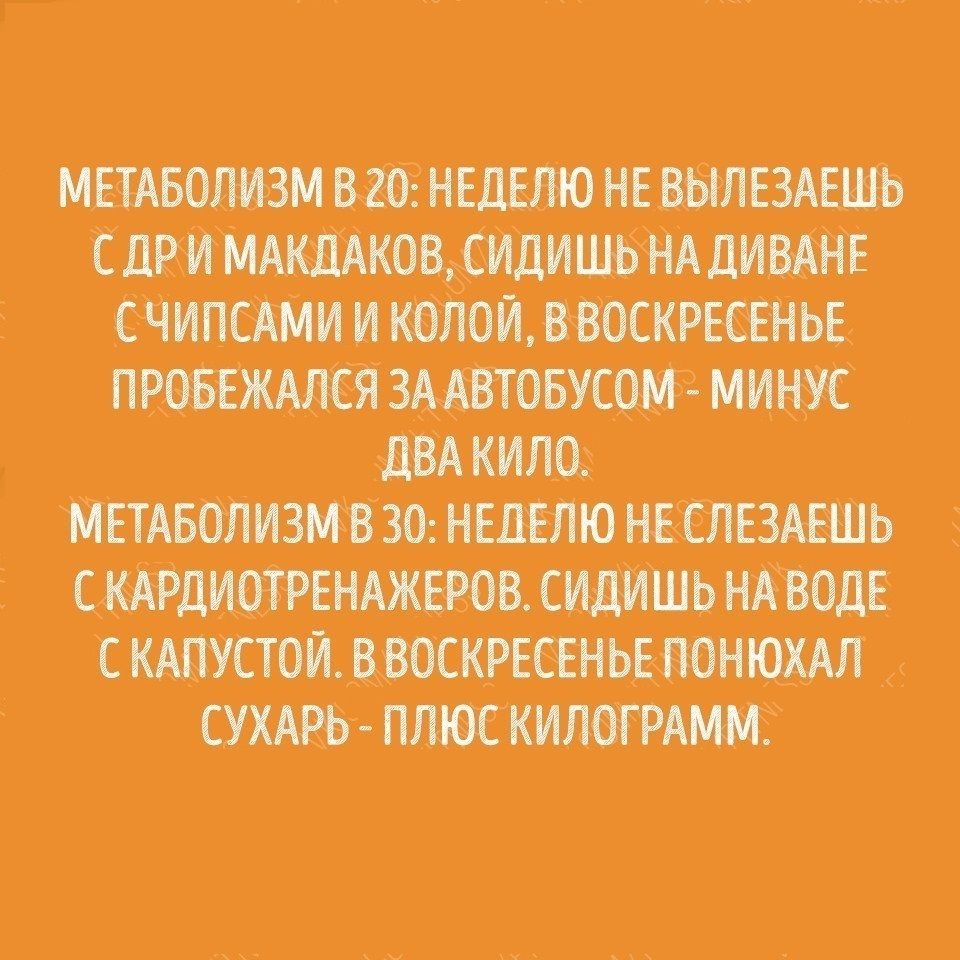 МЕТАБОЛИЗМ В 20: НЕДЕЛЮ НЕ ВЫЛЕЗАЕШЬ
С ДР И МАКДАКОВ, СИДИШЬ НА ДИВАНЕ
С ЧИПСАМИ И КОЛОЙ, В ВОСКРЕСЕНЬЕ
ПРОБЕЖАЛСЯ ЗА АВТОБУСОМ - МИНУС
ДВА КИЛО.
МЕТАБОЛИЗМ В 30: НЕДЕЛЮ НЕ СЛЕЗАЕШЬ
С КАРДИОТРЕНАЖЕРОВ. СИДИШЬ НА ВОДЕ
С КАПУСТОЙ. В ВОСКРЕСЕНЬЕ ПОНЮХАЛ
СУХАРЬ - ПЛЮС КИЛОГРАММ.